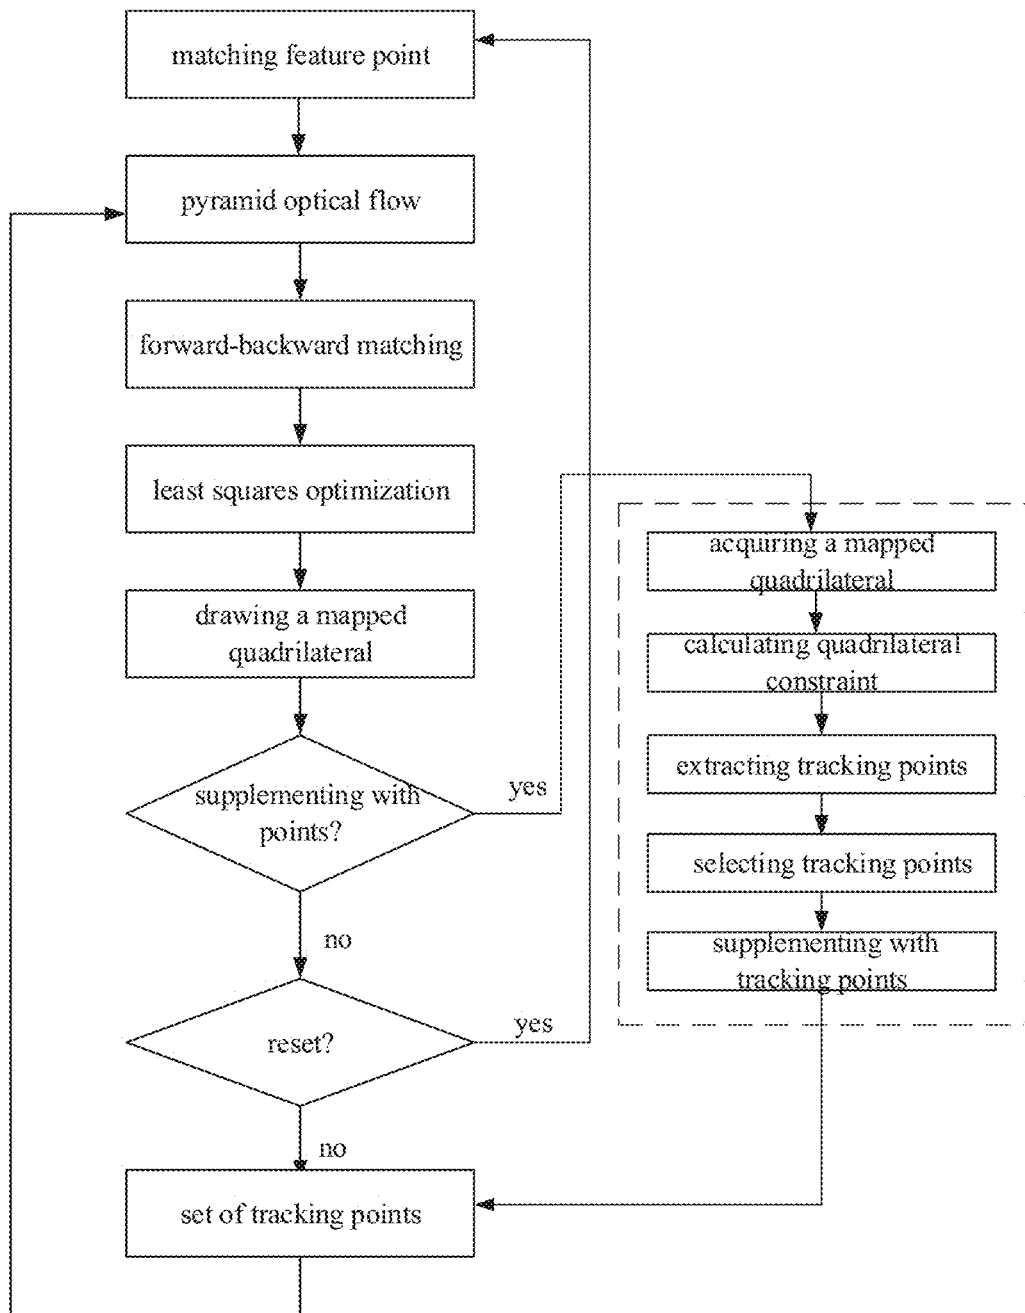 matching feature point
pyramid optical flow
forward-backward matching
least squares optimization
drawing a mapped
quadrilateral
supplementing with
points?
yes
no
reset?
yes
no
set of tracking points
acquiring a mapped
quadrilateral
calculating quadrilateral
constraint
extracting tracking points
selecting tracking points
supplementing with
tracking points